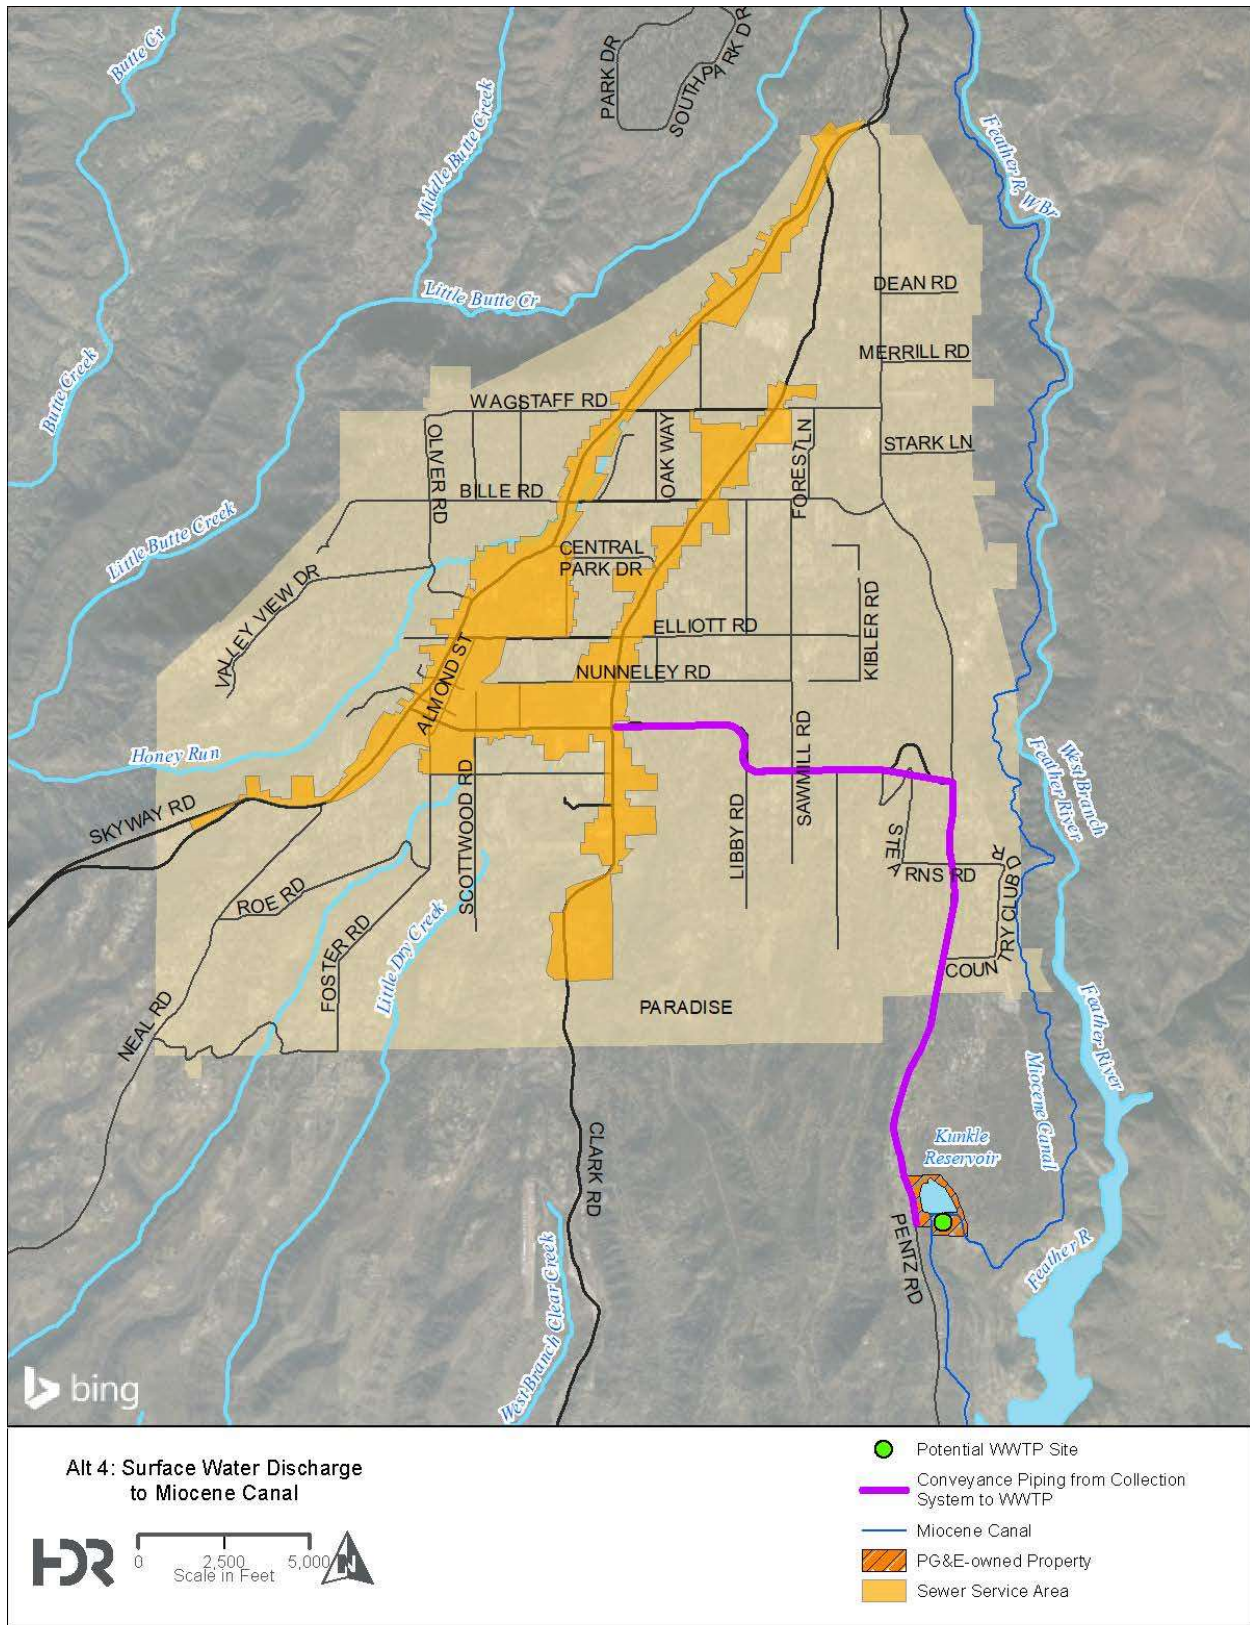 PARK DR
SOUTH PARK DR
Butte Cr
Middle Butte Creek
Feather R, W Br
Little Butte Cr
DEAN RD
MERRILL RD
Butte Creek
WAGSTAFF RD
OLIVER RD
OAK WAY
FOREST LN
STARK LN
BILLE RD
Little Butte Creek
CENTRAL
PARK DR
VALLEY VIEW DR
ELLIOTT RD
KIBLER RD
NUNNELEY RD
ALMOND ST
Honey Run
SAWMILL RD
West Branch
Feather River
SKYWAY RD
SCOTTWOOD RD
LIBBY RD
STEARNS RD
COUNTRY CLUB DR
ROE RD
FOSTER RD
Little Dry Creek
NEAL RD
PARADISE
Feather River
Miocene Canal
Kunkle
Reservoir
CLARK RD
PENTZ RD
Feather R
West Branch Clear Creek
bing
Alt 4: Surface Water Discharge
to Miocene Canal
HDR
0 2,500 5,000
Scale in Feet
N
Potential WWTP Site
Conveyance Piping from Collection
System to WWTP
Miocene Canal
PG&E-owned Property
Sewer Service Area